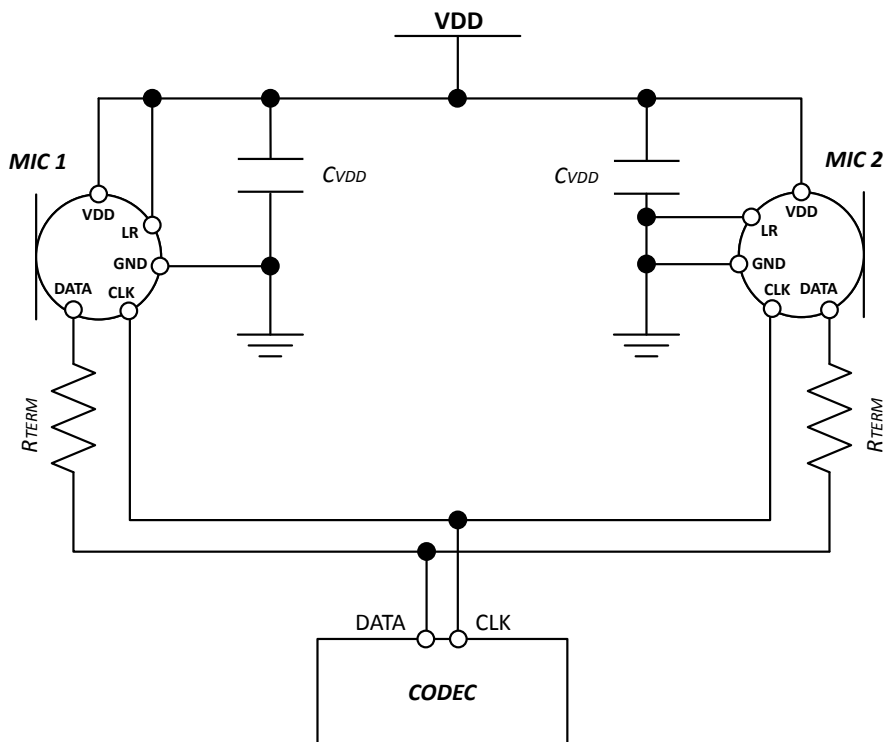 VDD
MIC 1
CVDD
CVDD
MIC 2
VDD
LR
GND
DATA
CLK
VDD
LR
GND
CLK
DATA
RTERM
RTERM
DATA
CLK
CODEC